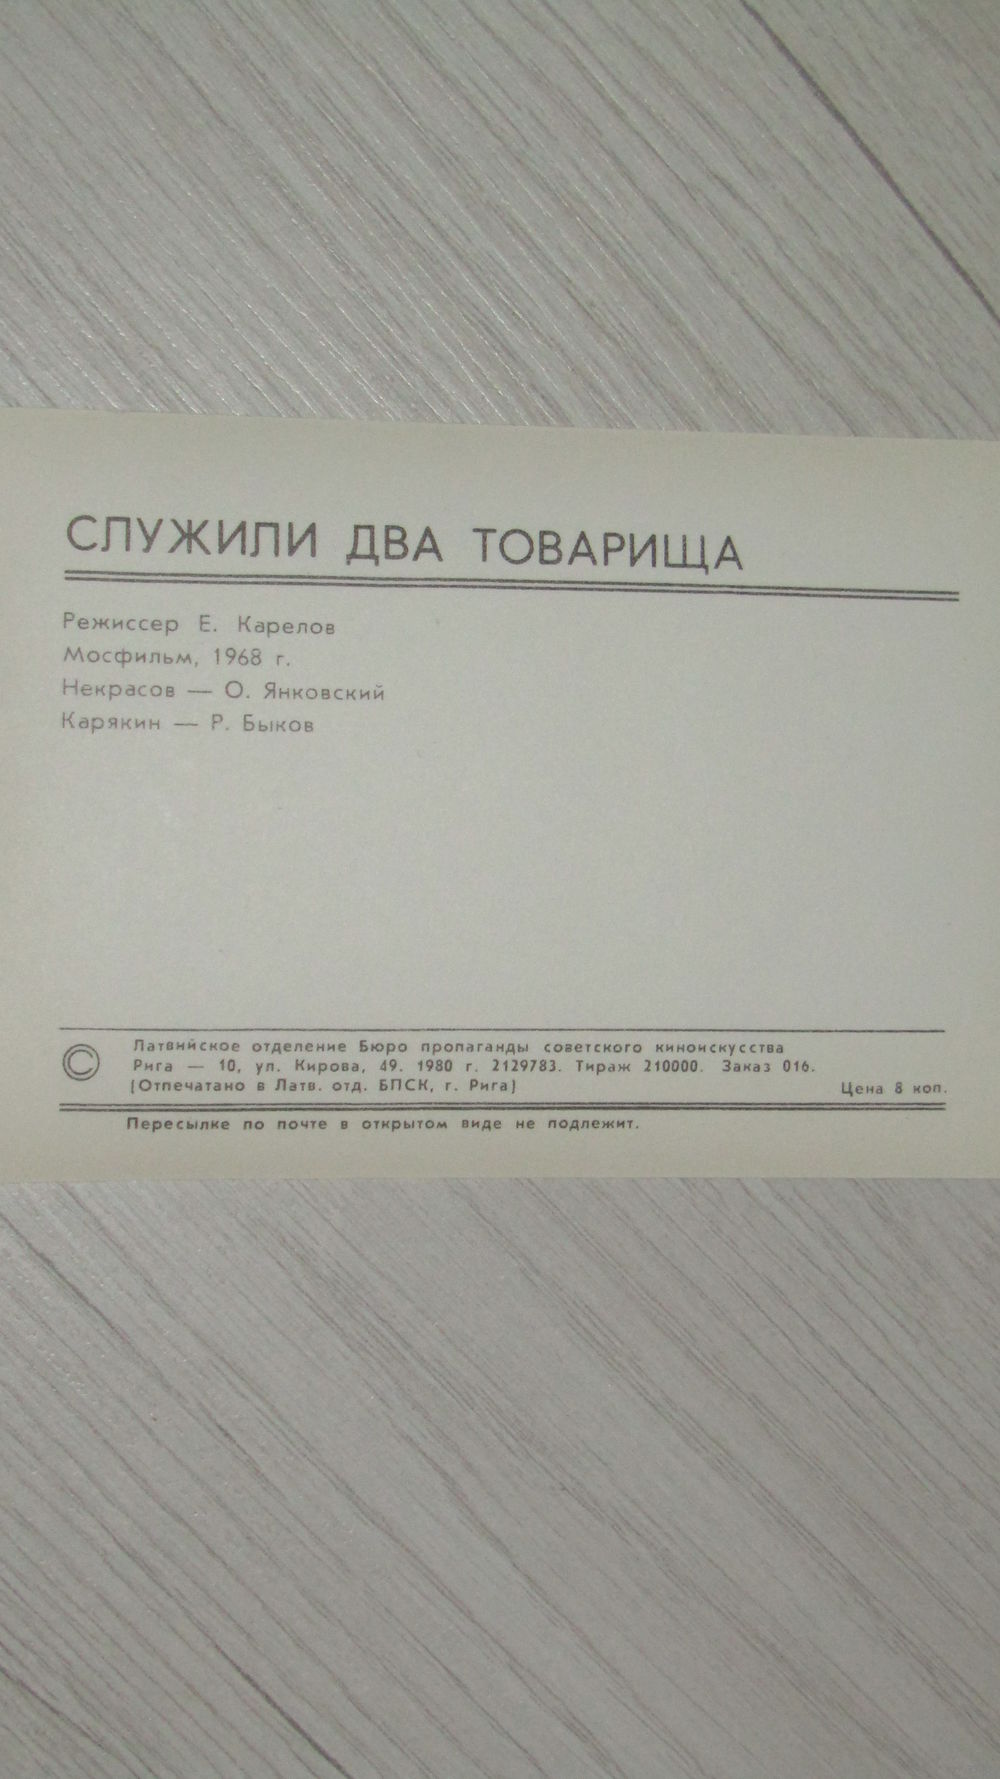 СЛУЖИЛИ ДВА ТОВАРИЩА
Режиссер Е. Карелов
Мосфильм, 1968 г.
Некрасов — О. Янковский
Карякин — Р. Быков
© Латвийское отделение Бюро пропаганды советского киноискусства
Рига — 10, ул. Кирова, 49. 1980 г. 2129783. Тираж 210000. Заказ 016.
(Отпечатано в Латв. отд. БПСК, г. Рига)
Цена 8 коп.
Пересылке по почте в открытом виде не подлежит.